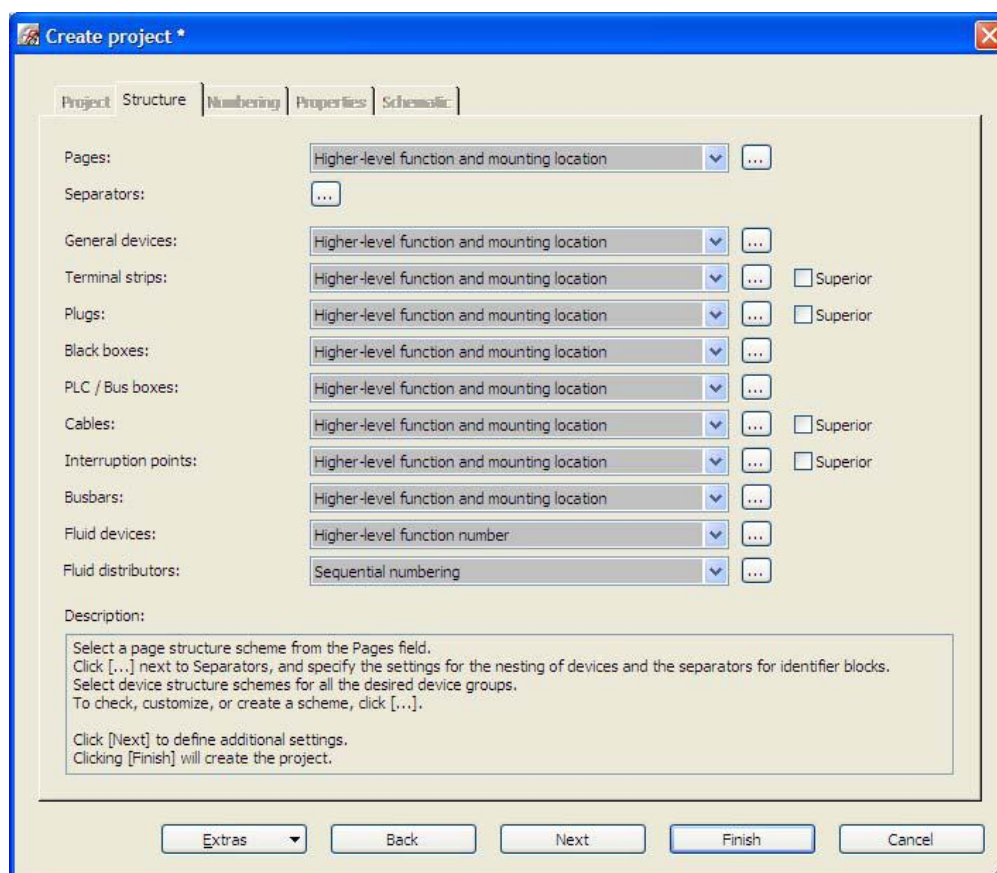 Create project *
Project Structure Numbering Properties Schematic
Pages: Higher-level function and mounting location ...
Separators: ...
General devices: Higher-level function and mounting location ...
Terminal strips: Higher-level function and mounting location ... Superior
Plugs: Higher-level function and mounting location ... Superior
Black boxes: Higher-level function and mounting location ...
PLC / Bus boxes: Higher-level function and mounting location ...
Cables: Higher-level function and mounting location ... Superior
Interruption points: Higher-level function and mounting location ... Superior
Busbars: Higher-level function and mounting location ...
Fluid devices: Higher-level function number ...
Fluid distributors: Sequential numbering ...
Description:
Select a page structure scheme from the Pages field.
Click [...] next to Separators, and specify the settings for the nesting of devices and the separators for identifier blocks.
Select device structure schemes for all the desired device groups.
To check, customize, or create a scheme, click [...].
Click [Next] to define additional settings.
Clicking [Finish] will create the project.
Extras Back Next Finish Cancel